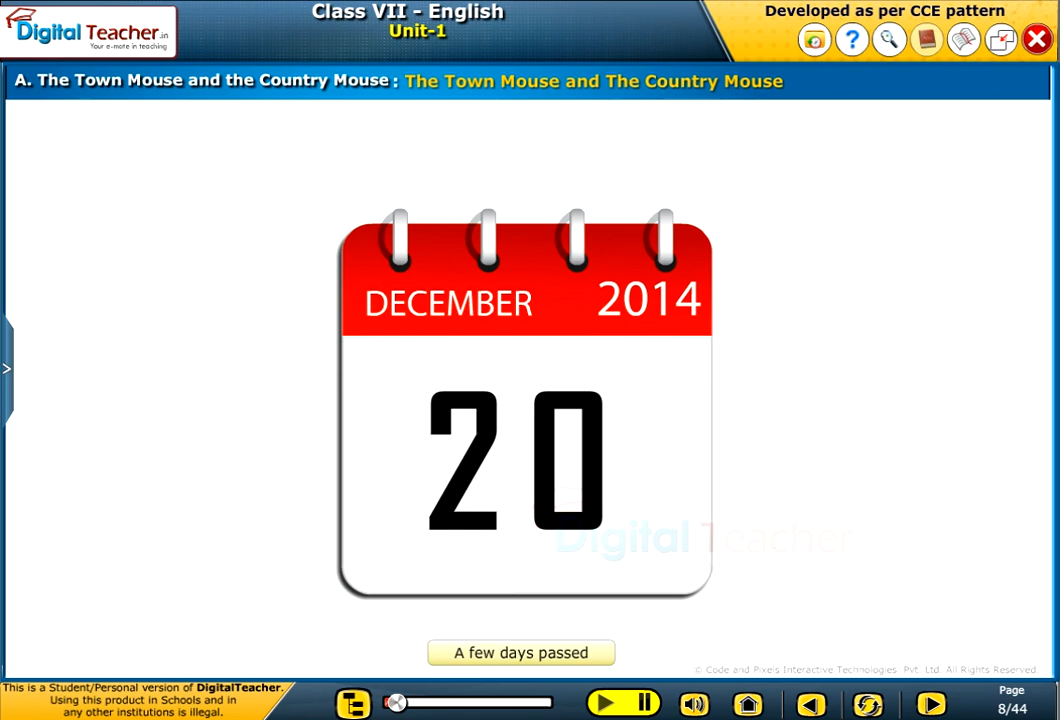 Digital Teacher.in
Your e-mate in teaching
Class VII - English
Unit-1
Developed as per CCE pattern
?
A. The Town Mouse and the Country Mouse : The Town Mouse and The Country Mouse
DECEMBER 2014
20
Digital Teacher
>
A few days passed
© Code and Pixels Interactive Technologies. Pvt. Ltd. All Rights Reserved.
This is a Student/Personal version of DigitalTeacher.
Using this product in Schools and in
any other institutions is illegal.
Page
8/44